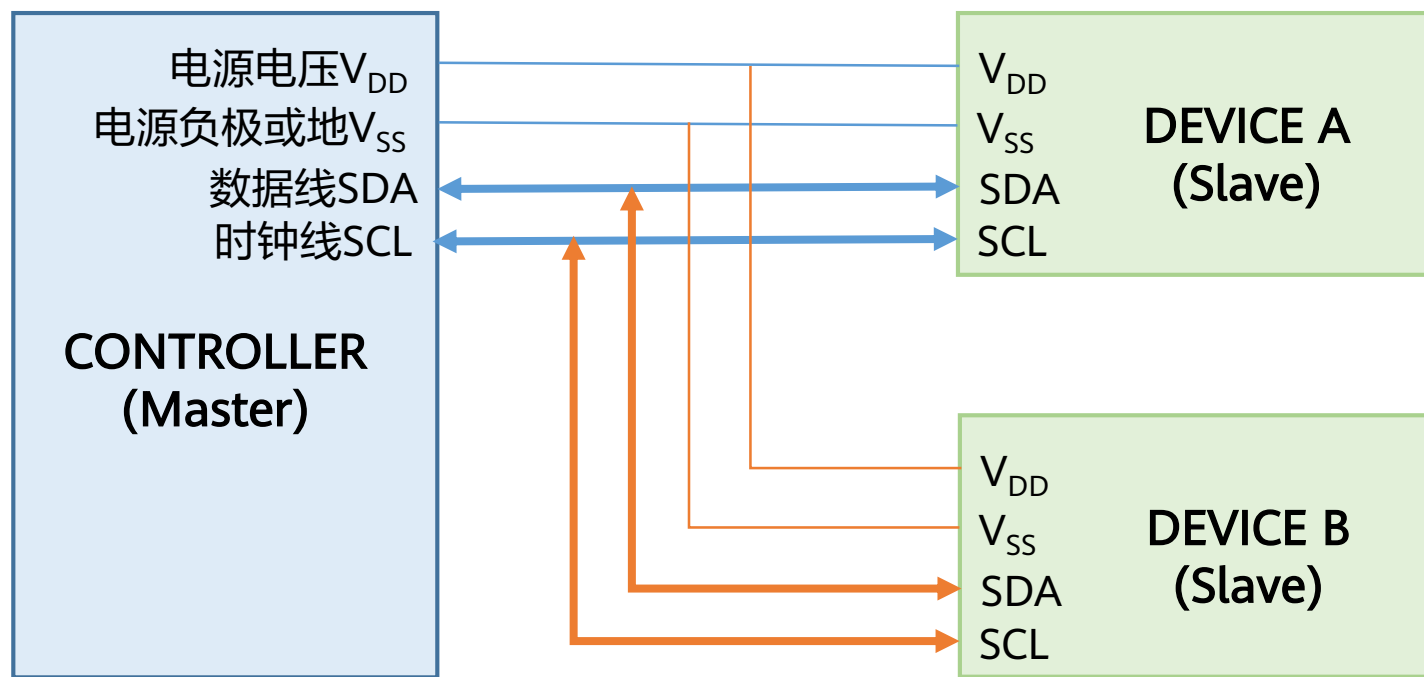 电源电压VDD
电源负极或地VSS
数据线SDA
时钟线SCL
CONTROLLER
(Master)
VDD
VSS
SDA
SCL
DEVICE A
(Slave)
VDD
VSS
SDA
SCL
DEVICE B
(Slave)